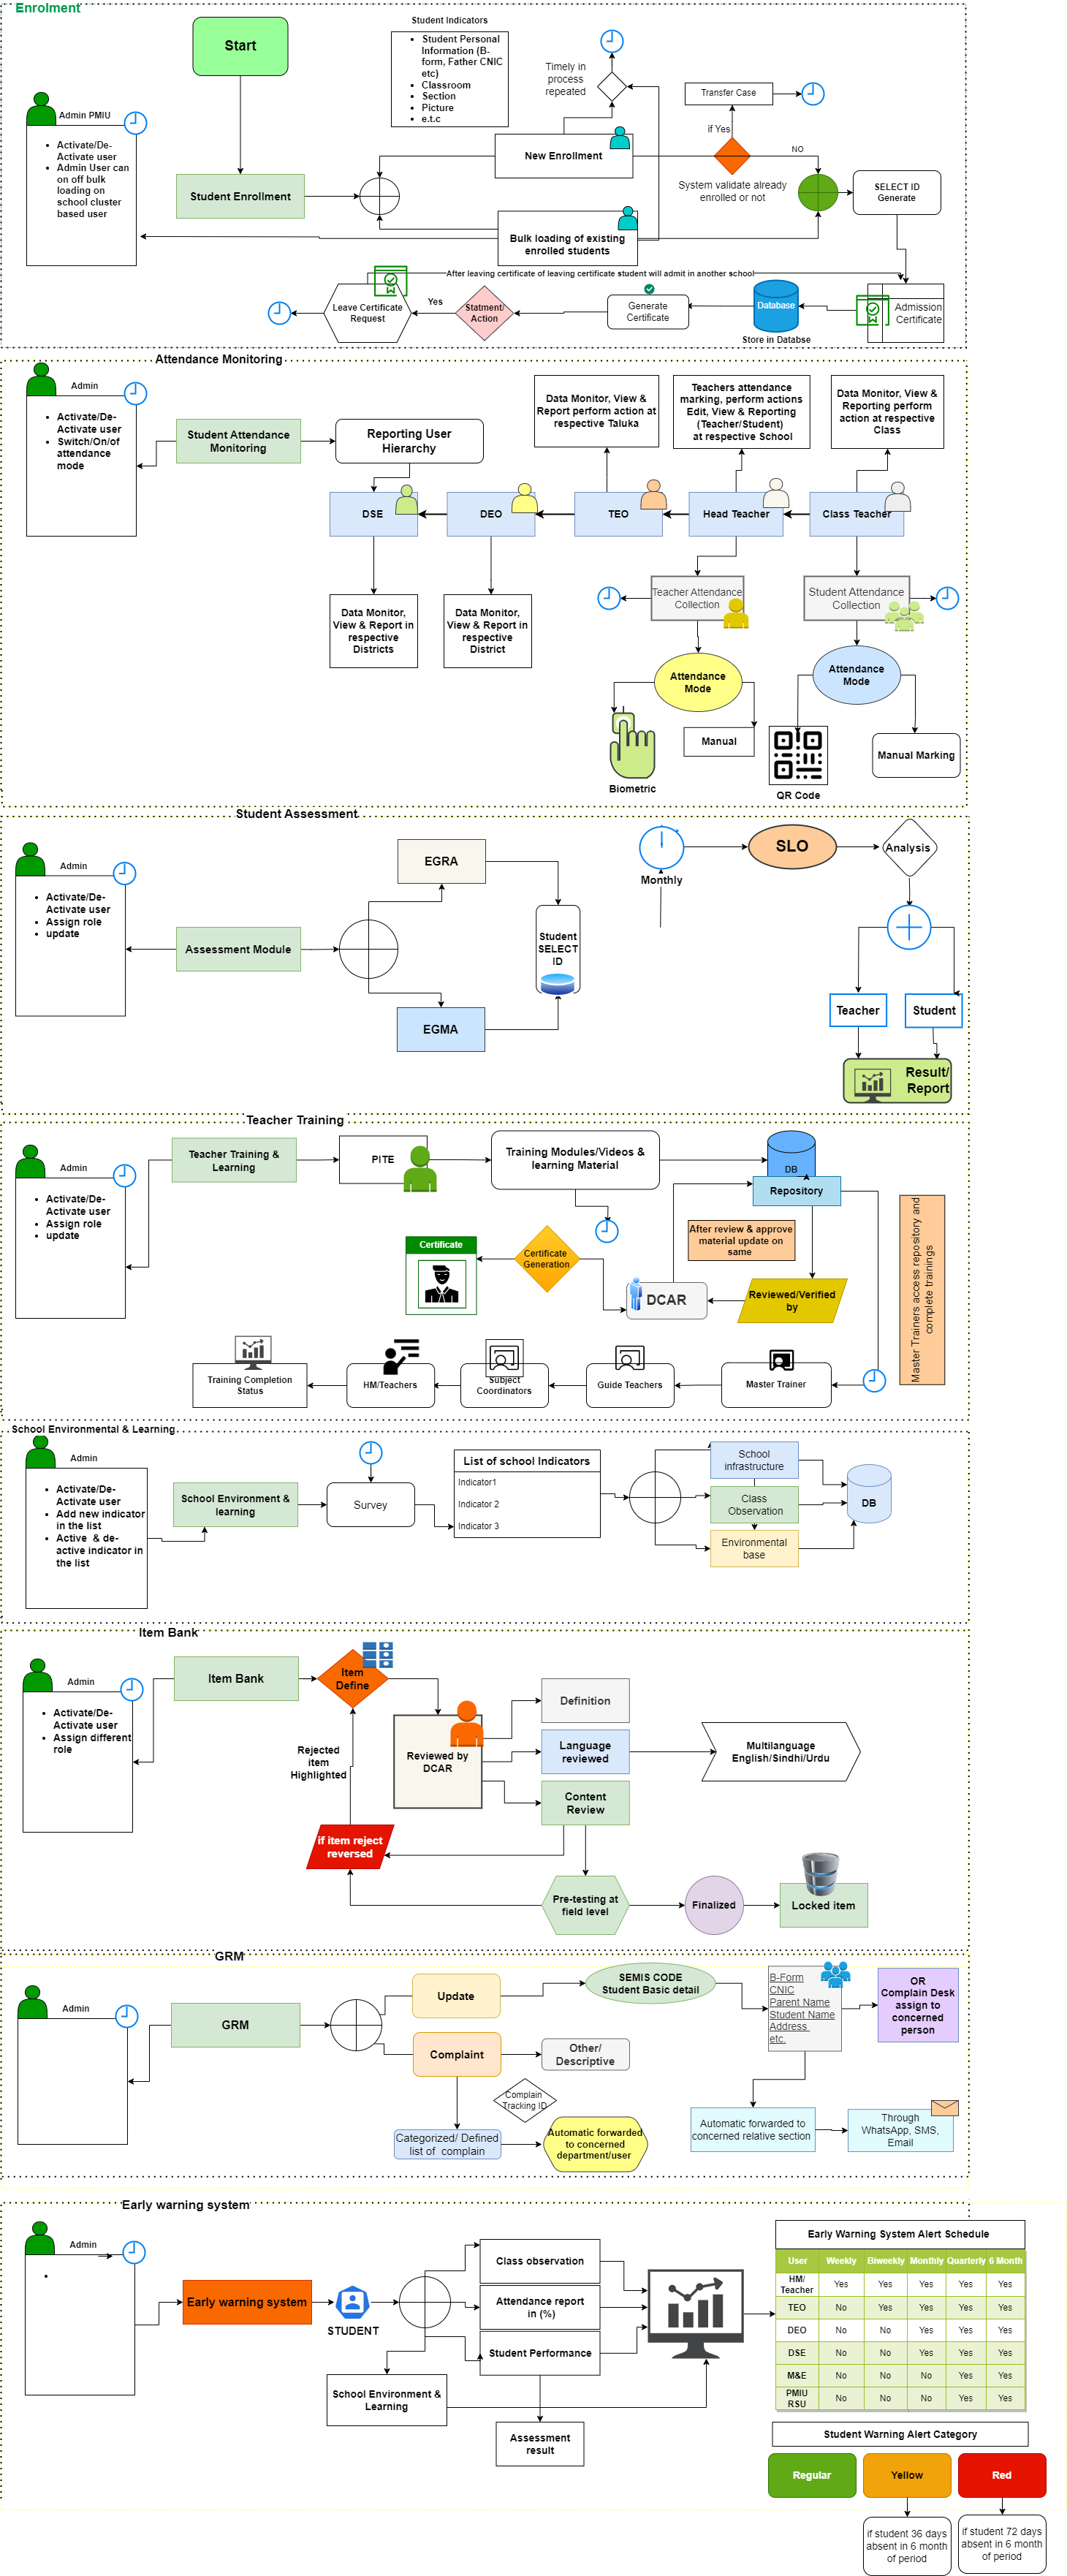 Enrolment
Start
Student Indicators
Student Personal
Information (B-
form, Father CNIC
etc)
Classroom
Section
Picture
e.t.c
Timely in
process
repeated
Transfer Case
if Yes
NO
Admin PMIU
Activate/De-
Activate user
Admin User can
on off bulk
loading on
school cluster
based user
Student Enrollment
New Enrollment
System validate already
enrolled or not
SELECT ID
Generate
Bulk loading of existing
enrolled students
After leaving certificate of leaving certificate student will admit in another school
Leave Certificate
Request
Yes
Statment/
Action
Generate
Certificate
Database
Store in Databse
Admission
Certificate
Attendance Monitoring
Admin
Activate/De-
Activate user
Switch/On/of
attendance
mode
Student Attendance
Monitoring
Reporting User
Hierarchy
Data Monitor, View &
Report perform action at
respective Taluka
Teachers attendance
marking, perform actions
Edit, View & Reporting
(Teacher/Student)
at respective School
Data Monitor, View &
Reporting perform
action at respective
Class
DSE
DEO
TEO
Head Teacher
Class Teacher
Data Monitor,
View & Report in
respective
Districts
Data Monitor,
View & Report in
respective
District
Teacher Attendance
Collection
Student Attendance
Collection
Attendance
Mode
Attendance
Mode
Manual
Manual Marking
Biometric
QR Code
Student Assessment
Admin
Activate/De-
Activate user
Assign role
update
Assessment Module
EGRA
EGMA
Student
SELECT
ID
Monthly
SLO
Analysis
Teacher
Student
Result/
Report
Teacher Training
Admin
Activate/De-
Activate user
Assign role
update
Teacher Training &
Learning
PITE
Training Modules/Videos &
learning Material
DB
Repository
Master Trainers access repository and
complete trainings
After review & approve
material update on
same
Certificate
Certificate
Generation
DCAR
Reviewed/Verified
by
Training Completion
Status
HM/Teachers
Subject
Coordinators
Guide Teachers
Master Trainer
School Environmental & Learning
Admin
Activate/De-
Activate user
Add new indicator
in the list
Active & de-
active indicator in
the list
School Environment &
learning
Survey
List of school Indicators
Indicator1
Indicator 2
Indicator 3
School
infrastructure
Class
Observation
Environmental
base
DB
Item Bank
Admin
Activate/De-
Activate user
Assign different
role
Item Bank
Item
Define
Reviewed by
DCAR
Definition
Language
reviewed
Content
Review
Multilanguage
English/Sindhi/Urdu
Rejected
item
Highlighted
if item reject
reversed
Pre-testing at
field level
Finalized
Locked item
GRM
Admin
GRM
Update
Complaint
SEMIS CODE
Student Basic detail
Other/
Descriptive
B-Form
CNIC
Parent Name
Student Name
Address
etc.
OR
Complain Desk
assign to
concerned
person
Complain
Tracking ID
Categorized/ Defined
list of complain
Automatic forwarded
to concerned
department/user
Automatic forwarded to
concerned relative section
Through
WhatsApp, SMS,
Email
Early warning system
Admin
Early warning system
STUDENT
Class observation
Attendance report
in (%)
Student Performance
School Environment &
Learning
Assessment
result
Early Warning System Alert Schedule
User Weekly Biweekly Monthly Quarterly 6 Month
HM/
Teacher Yes Yes Yes Yes Yes
TEO No Yes Yes Yes Yes
DEO No No Yes Yes Yes
DSE No No Yes Yes Yes
M&E No No No Yes Yes
PMIU
RSU No No No Yes Yes
Student Warning Alert Category
Regular
Yellow
Red
if student 36 days
absent in 6 month
of period
if student 72 days
absent in 6 month
of period